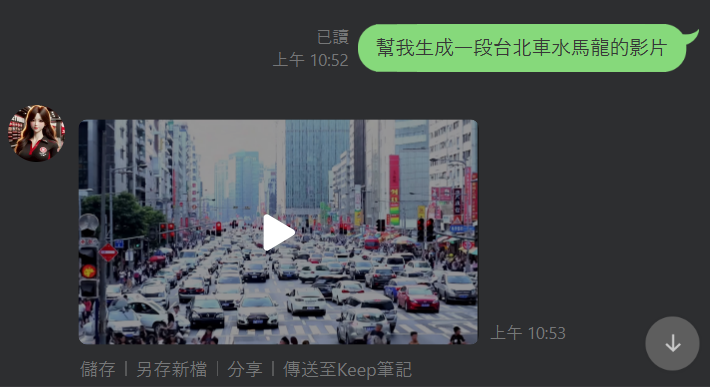 已讀
上午 10:52
幫我生成一段台北車水馬龍的影片
上午 10:53
儲存 | 另存新檔 | 分享 | 傳送至Keep筆記